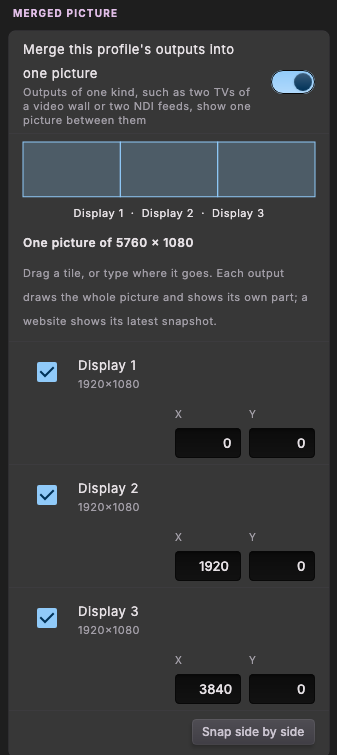 MERGED PICTURE
Merge this profile's outputs into
one picture
Outputs of one kind, such as two TVs of
a video wall or two NDI feeds, show one
picture between them
Display 1 · Display 2 · Display 3
One picture of 5760 × 1080
Drag a tile, or type where it goes. Each output
draws the whole picture and shows its own part; a
website shows its latest snapshot.
Display 1
1920×1080
X Y
0 0
Display 2
1920×1080
X Y
1920 0
Display 3
1920×1080
X Y
3840 0
Snap side by side